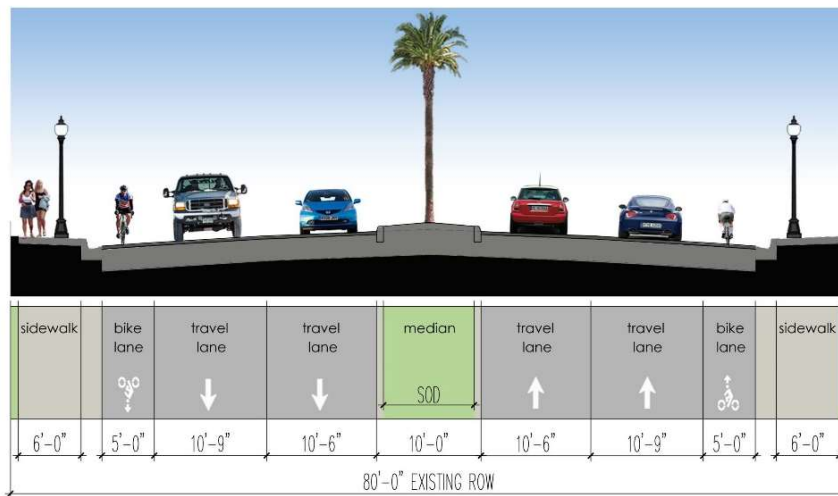 sidewalk
bike
lane
travel
lane
travel
lane
median
SOD
travel
lane
travel
lane
bike
lane
sidewalk
6'-0" 5'-0" 10'-9" 10'-6" 10'-0" 10'-6" 10'-9" 5'-0" 6'-0"
80'-0" EXISTING ROW